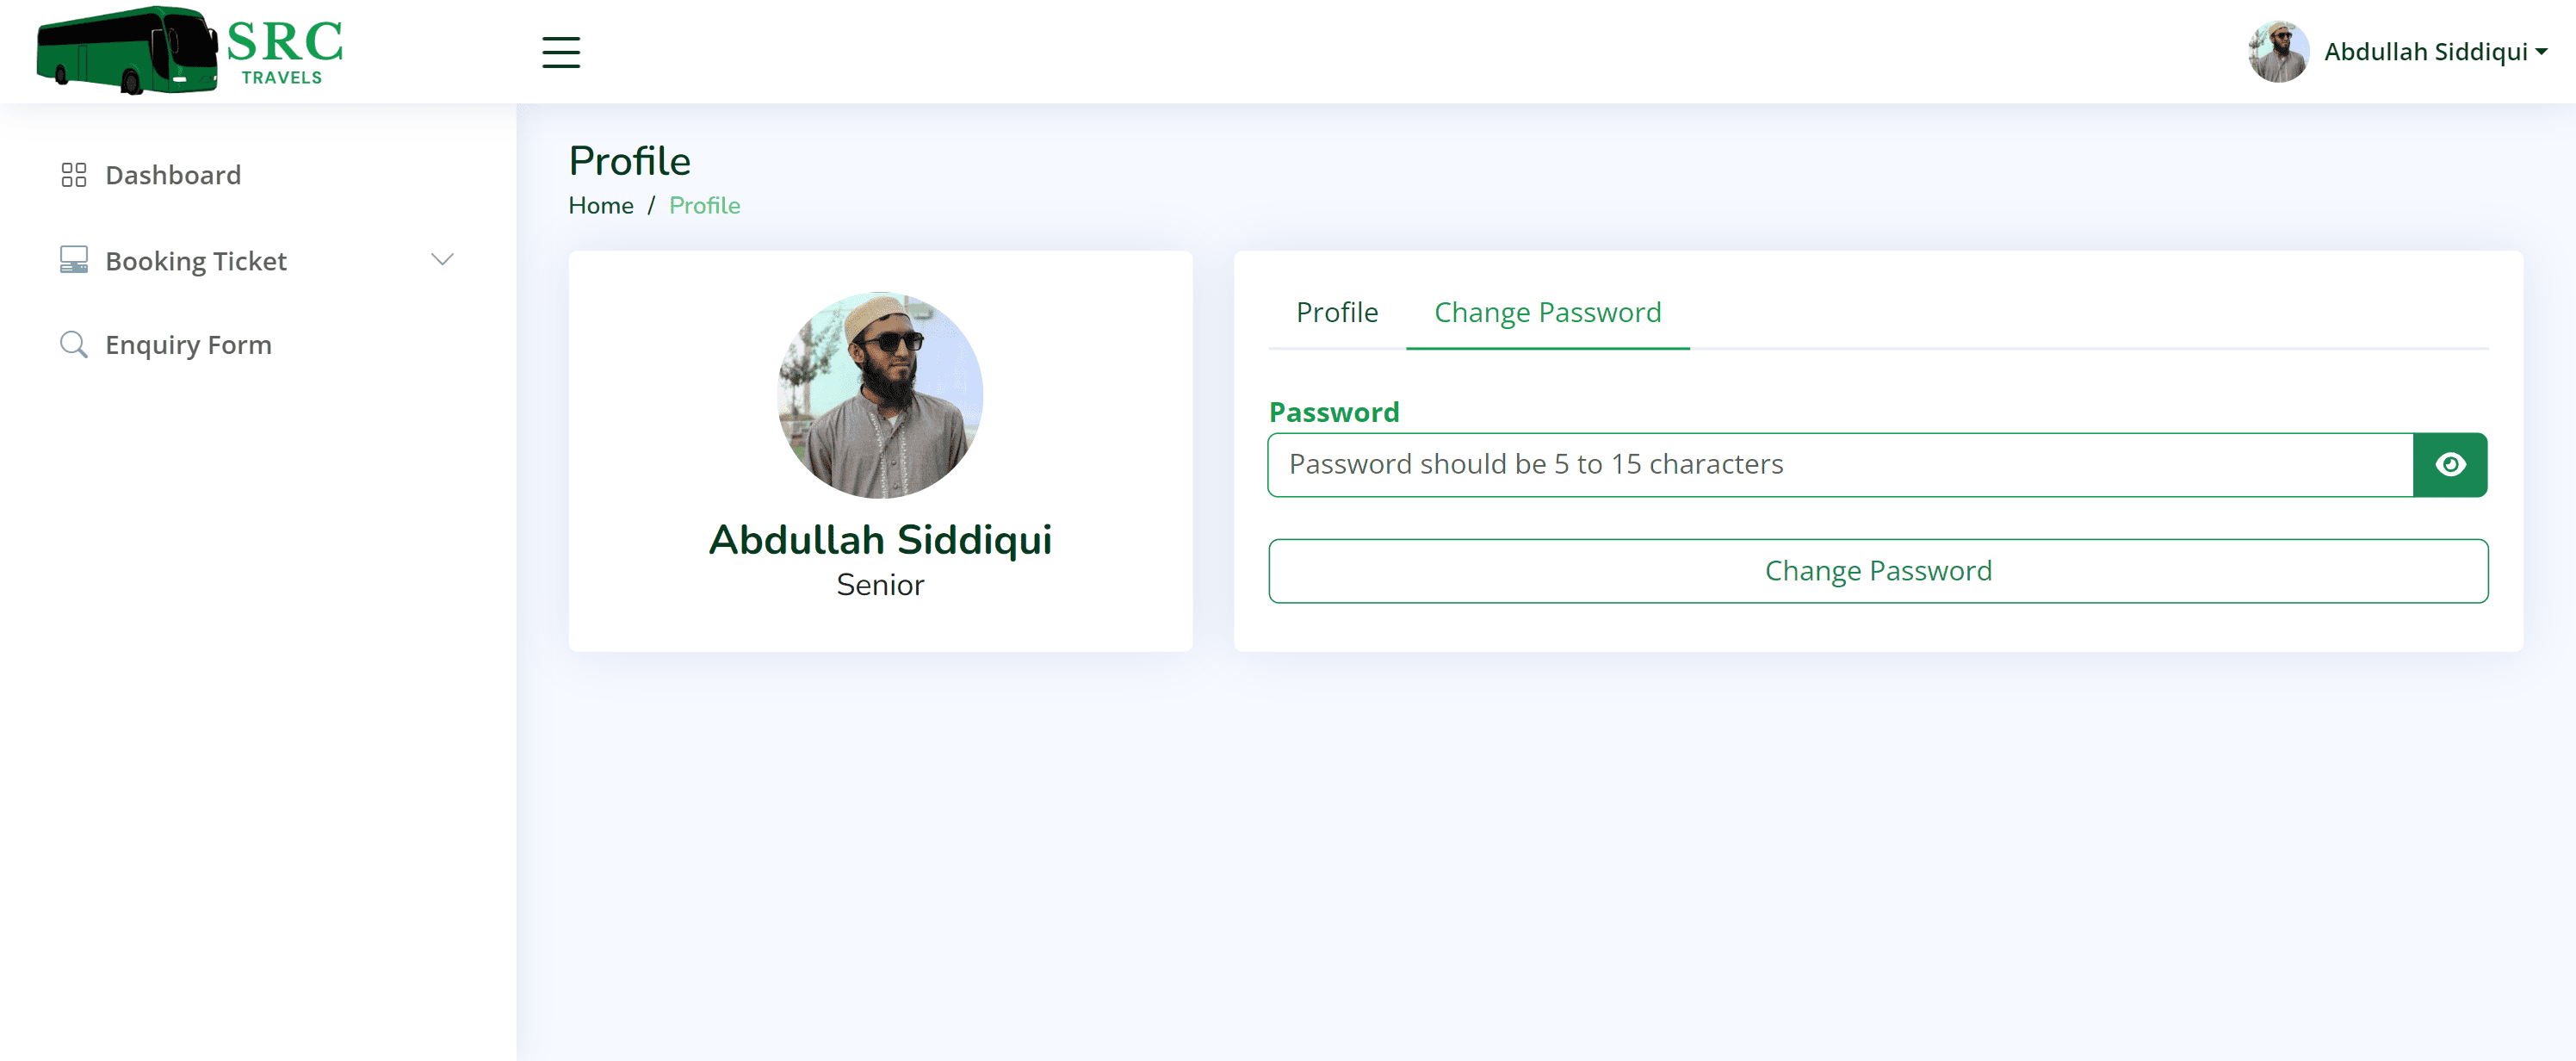 SRC
TRAVELS
Abdullah Siddiqui
Dashboard
Booking Ticket
Enquiry Form
Profile
Home / Profile
Abdullah Siddiqui
Senior
Profile Change Password
Password
Password should be 5 to 15 characters
Change Password